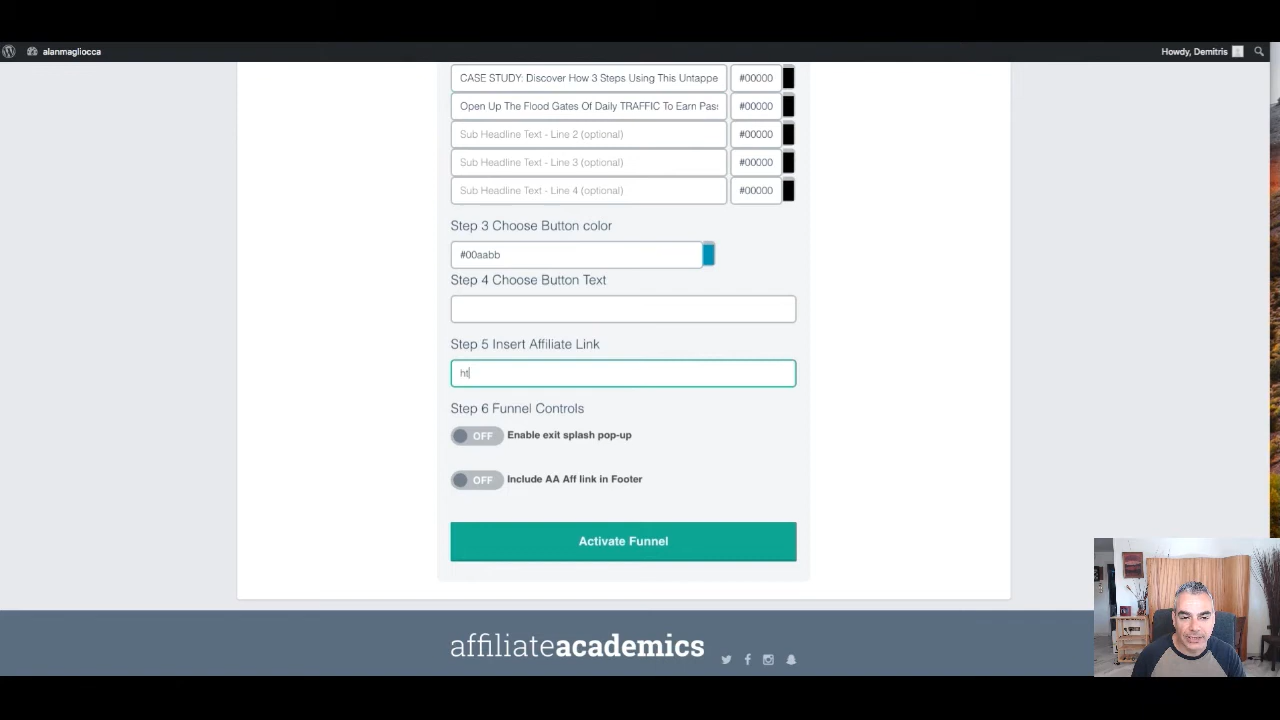 alanmagliocca
Howdy, Demitris
CASE STUDY: Discover How 3 Steps Using This Untappe
#00000
Open Up The Flood Gates Of Daily TRAFFIC To Earn Pas
#00000
Sub Headline Text - Line 2 (optional)
#00000
Sub Headline Text - Line 3 (optional)
#00000
Sub Headline Text - Line 4 (optional)
#00000
Step 3 Choose Button color
#00aabb
Step 4 Choose Button Text
Step 5 Insert Affiliate Link
ht
Step 6 Funnel Controls
OFF Enable exit splash pop-up
OFF Include AA Aff link in Footer
Activate Funnel
affiliateacademics